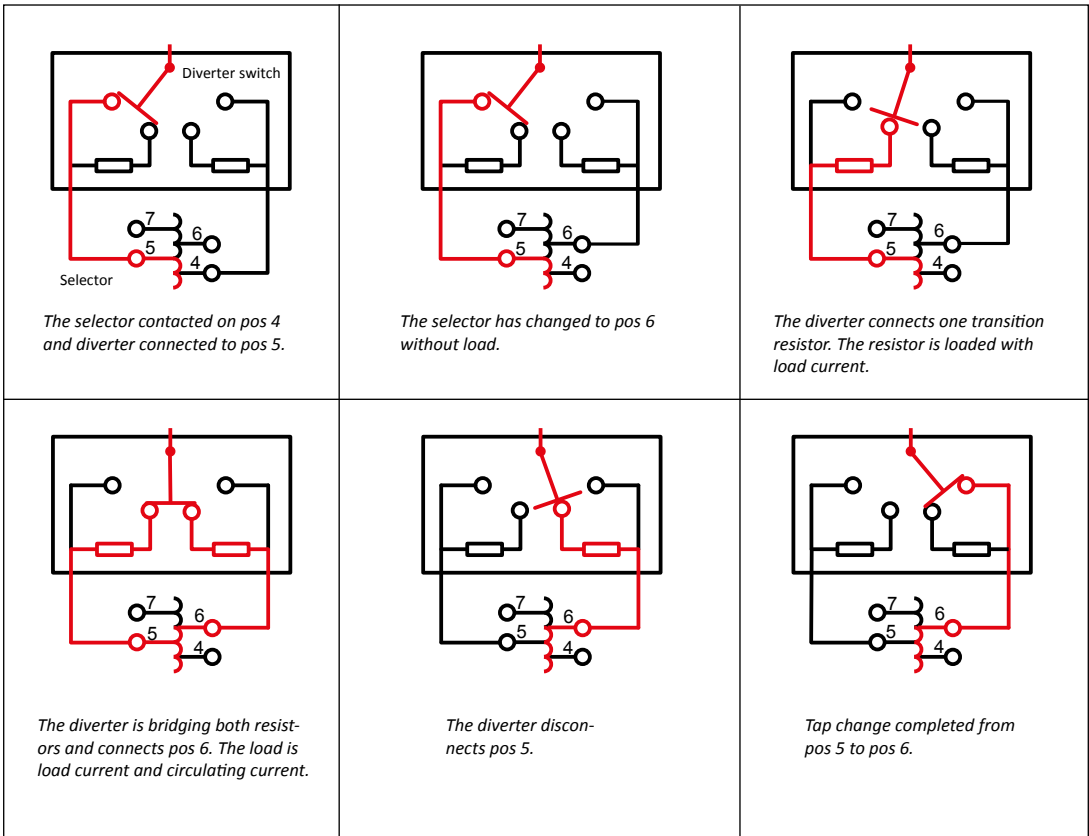 Diverter switch
7
6
5
4
Selector
The selector contacted on pos 4
and diverter connected to pos 5.
7
6
5
4
The selector has changed to pos 6
without load.
7
6
5
4
The diverter connects one transition
resistor. The resistor is loaded with
load current.
7
6
5
4
The diverter is bridging both resist-
ors and connects pos 6. The load is
load current and circulating current.
7
6
5
4
The diverter discon-
nects pos 5.
7
6
5
4
Tap change completed from
pos 5 to pos 6.